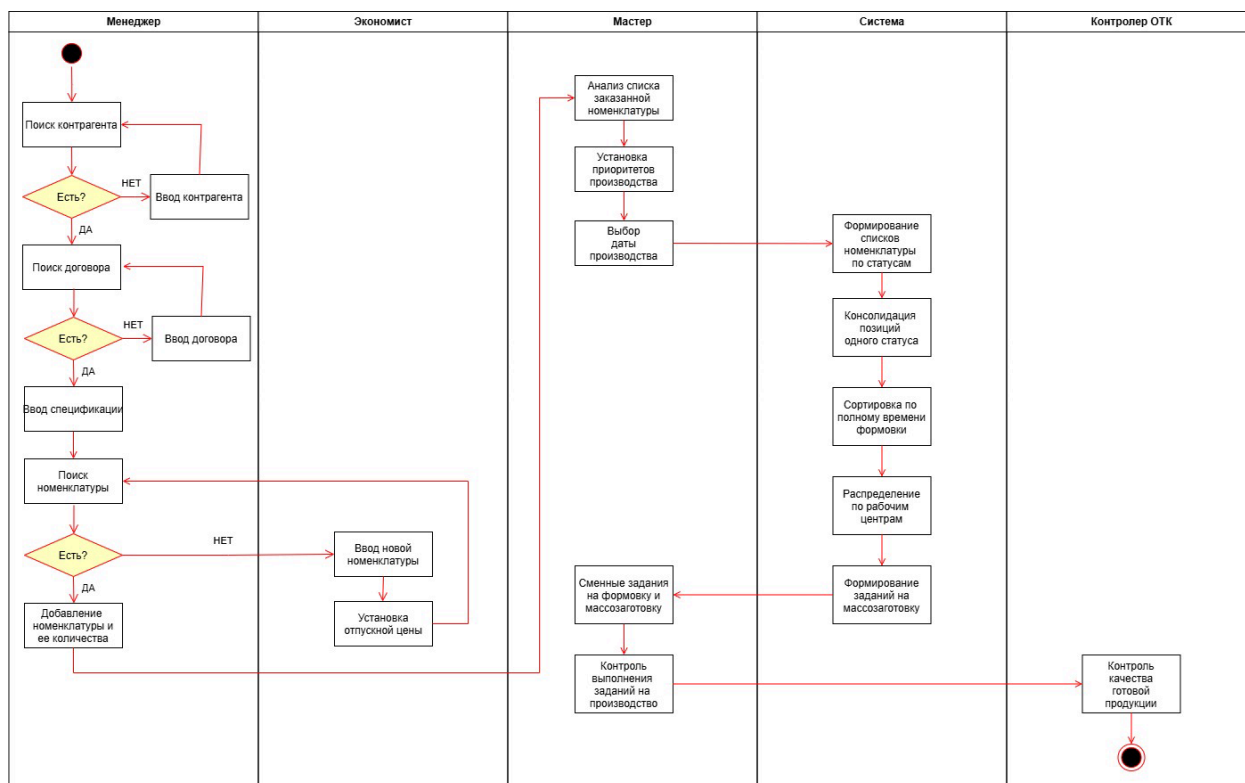 Менеджер
Экономист
Мастер
Система
Контролер ОТК
Поиск контрагента
Есть?
НЕТ
Ввод контрагента
ДА
Поиск договора
Есть?
НЕТ
Ввод договора
ДА
Ввод спецификации
Поиск
номенклатуры
Есть?
НЕТ
ДА
Добавление
номенклатуры и
ее количества
Ввод новой
номенклатуры
Установка
отпускной цены
Анализ списка
заказанной
номенклатуры
Установка
приоритетов
производства
Выбор
даты
производства
Формирование
списков
номенклатуры
по статусам
Консолидация
позиций
одного статуса
Сортировка по
полному времени
формовки
Распределение
по рабочим
центрам
Формирование
заданий на
массозаготовку
Сменные задания
на формовку и
массозаготовку
Контроль
выполнения
заданий на
производство
Контроль
качества
готовой
продукции